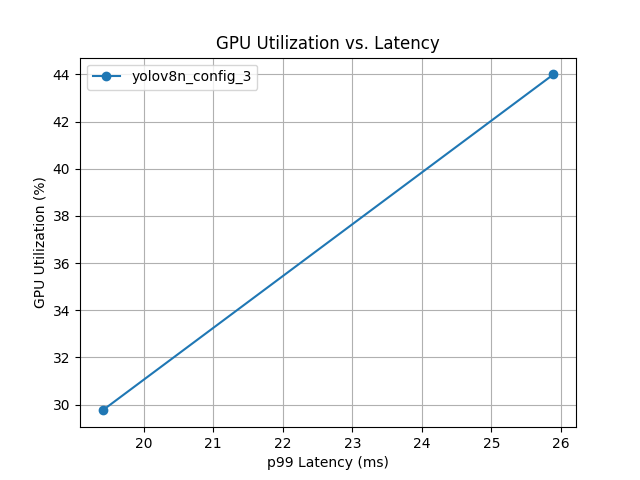 GPU Utilization vs. Latency
yolov8n_config_3
GPU Utilization (%)
44
42
40
38
36
34
32
30
20 21 22 23 24 25 26
p99 Latency (ms)